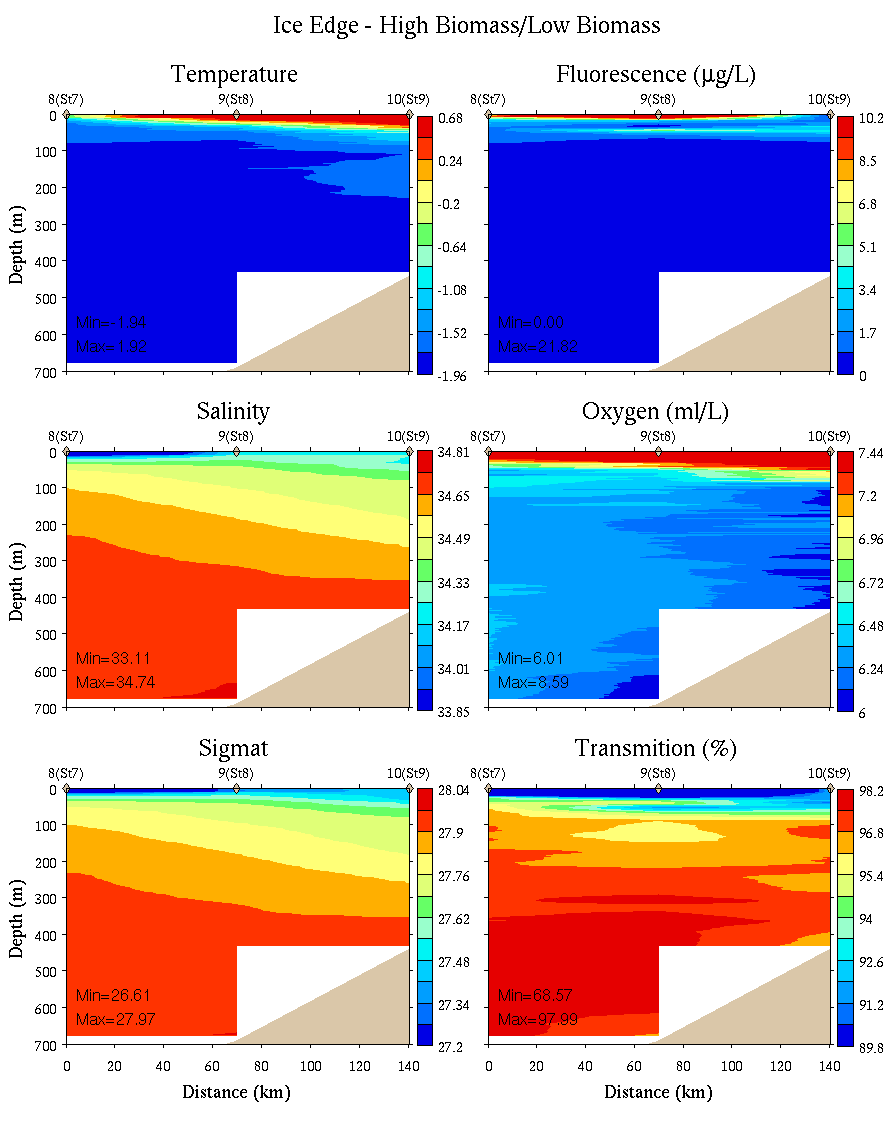 Ice Edge - High Biomass/Low Biomass
Temperature
8(St7) 9(St8) 10(St9)
0
100
200
300
400
500
600
700
Depth (m)
Min=-1.94
Max=1.92
0.68
0.24
-0.2
-0.64
-1.08
-1.52
-1.96
Fluorescence (µg/L)
8(St7) 9(St8) 10(St9)
Min=0.00
Max=21.82
10.2
8.5
6.8
5.1
3.4
1.7
0
Salinity
8(St7) 9(St8) 10(St9)
0
100
200
300
400
500
600
700
Depth (m)
Min=33.11
Max=34.74
34.81
34.65
34.49
34.33
34.17
34.01
33.85
Oxygen (ml/L)
8(St7) 9(St8) 10(St9)
Min=6.01
Max=8.59
7.44
7.2
6.96
6.72
6.48
6.24
6
Sigmat
8(St7) 9(St8) 10(St9)
0
100
200
300
400
500
600
700
Depth (m)
Min=26.61
Max=27.97
28.04
27.9
27.76
27.62
27.48
27.34
27.2
0 20 40 60 80 100 120 140
Distance (km)
Transmition (%)
8(St7) 9(St8) 10(St9)
Min=63.57
Max=97.99
98.2
96.8
95.4
94
92.6
91.2
89.8
0 20 40 60 80 100 120 140
Distance (km)